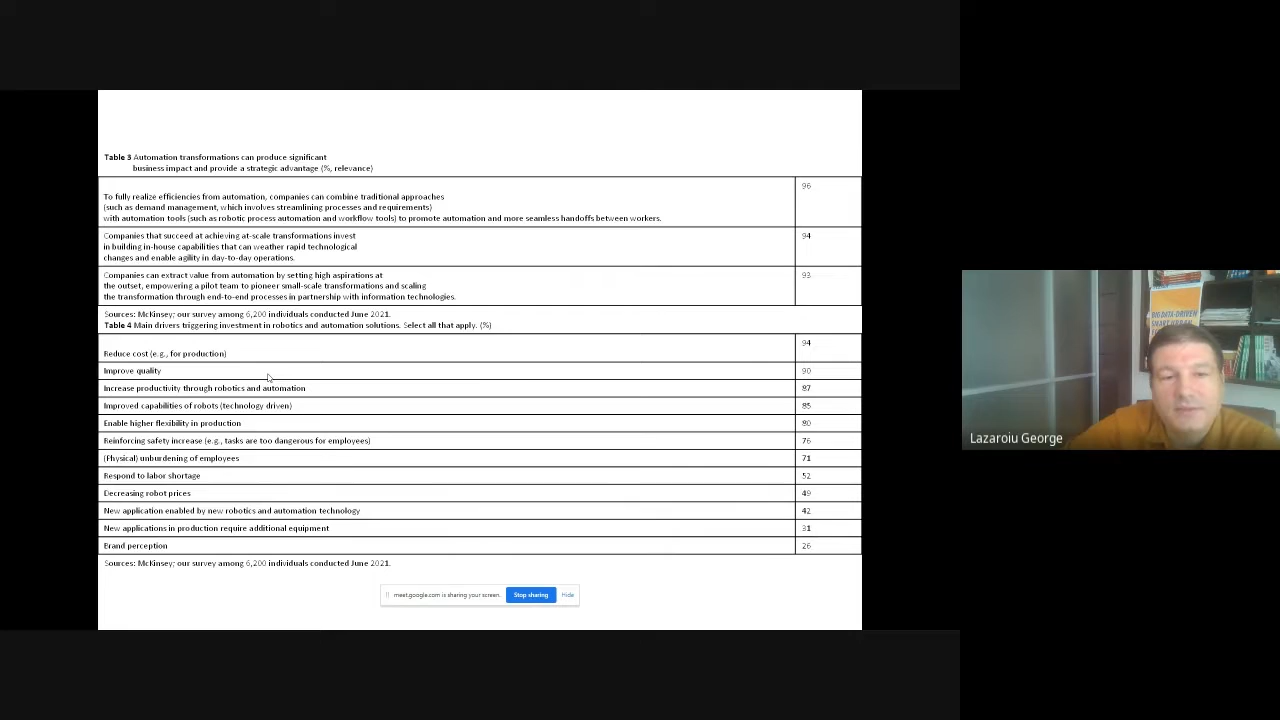 Table 3 Automation transformations can produce significant
business impact and provide a strategic advantage (%, relevance)
To fully realize efficiencies from automation, companies can combine traditional approaches
(such as demand management, which involves streamlining processes and requirements)
with automation tools (such as robotic process automation and workflow tools) to promote automation and more seamless handoffs between workers.
96
Companies that succeed at achieving at-scale transformations invest
in building in-house capabilities that can weather rapid technological
changes and enable agility in day-to-day operations.
94
Companies can extract value from automation by setting high aspirations at
the outset, empowering a pilot team to pioneer small-scale transformations and scaling
the transformation through end-to-end processes in partnership with information technologies.
93
Sources: McKinsey; our survey among 6,200 individuals conducted June 2021.
Table 4 Main drivers triggering investment in robotics and automation solutions. Select all that apply. (%)
Reduce cost (e.g., for production) 94
Improve quality 90
Increase productivity through robotics and automation 87
Improved capabilities of robots (technology driven) 85
Enable higher flexibility in production 80
Reinforcing safety increase (e.g., tasks are too dangerous for employees) 76
(Physical) unburdening of employees 71
Respond to labor shortage 52
Decreasing robot prices 49
New application enabled by new robotics and automation technology 42
New applications in production require additional equipment 31
Brand perception 26
Sources: McKinsey; our survey among 6,200 individuals conducted June 2021.
meet.google.com is sharing your screen. Stop sharing Hide
BIG DATA-DRIVEN
Lazaroiu George